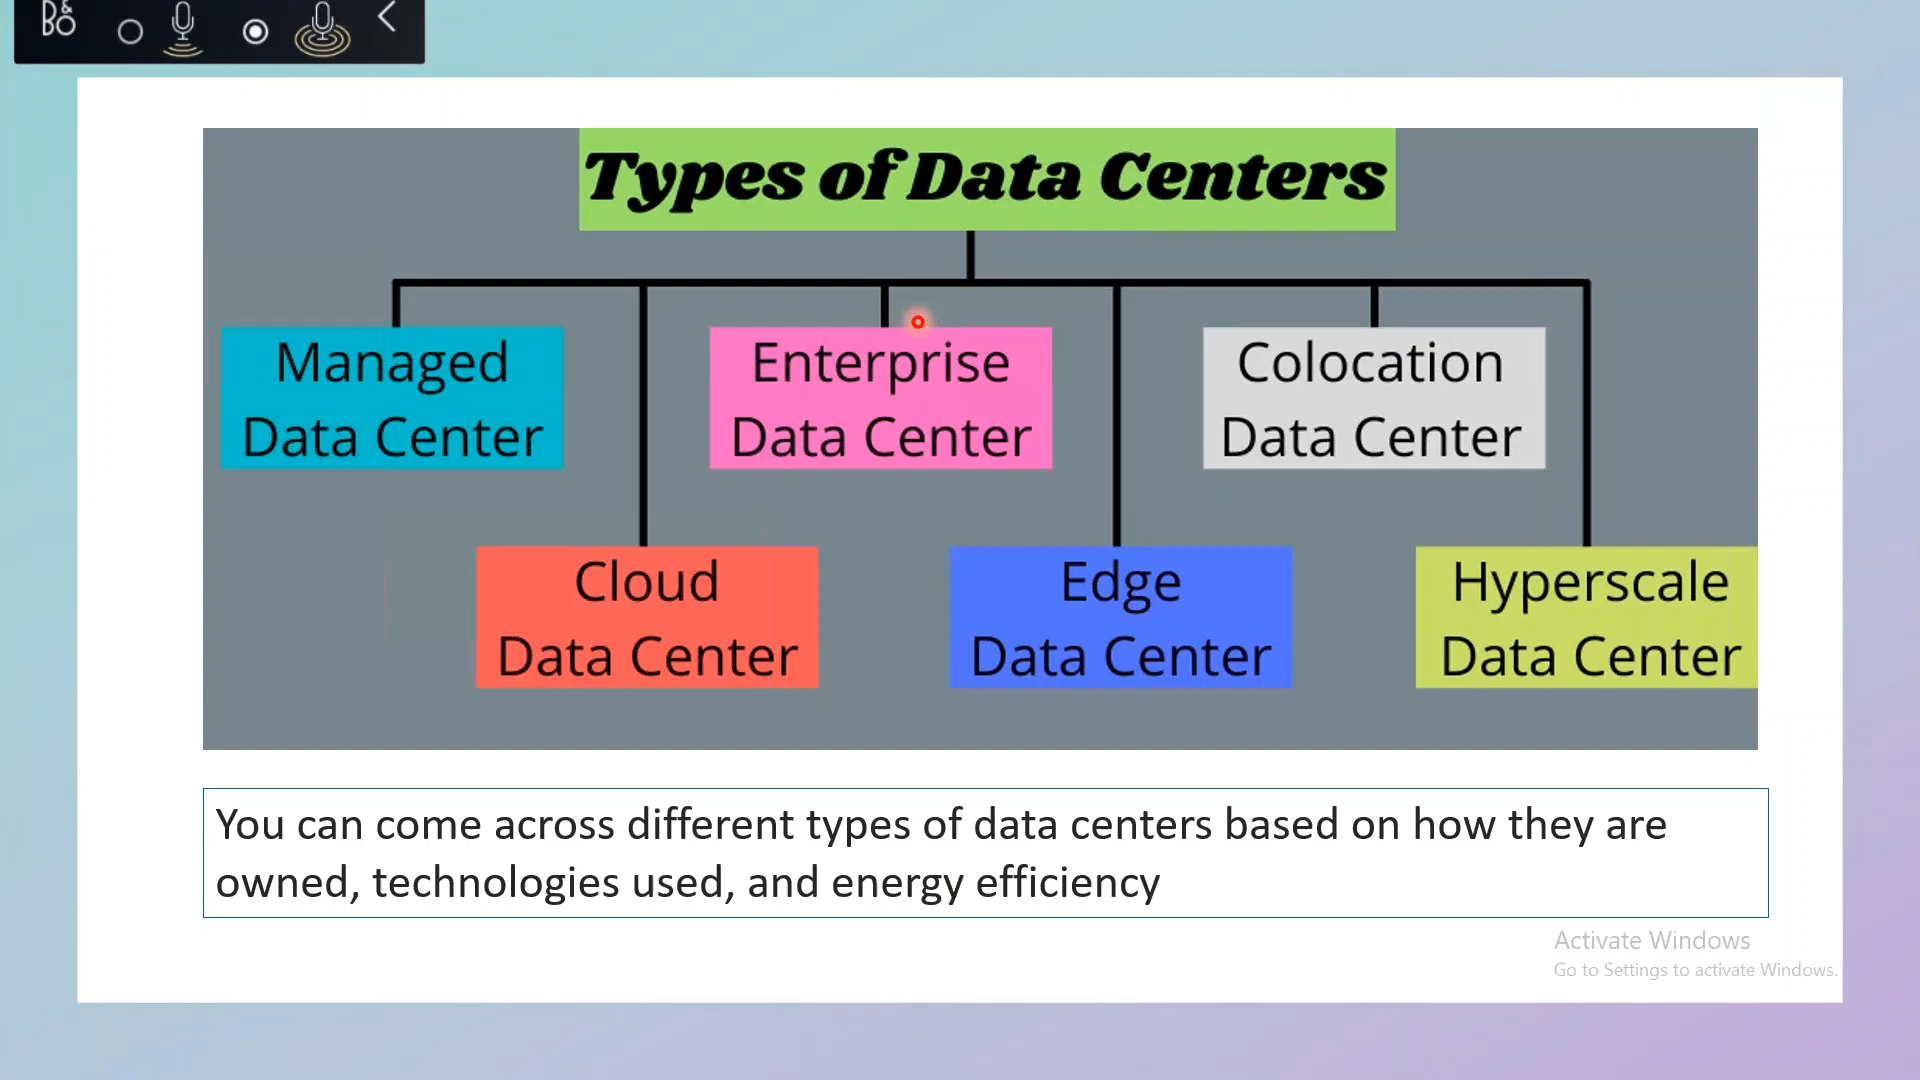 B&O
Types of Data Centers
Managed
Data Center
Enterprise
Data Center
Colocation
Data Center
Cloud
Data Center
Edge
Data Center
Hyperscale
Data Center
You can come across different types of data centers based on how they are
owned, technologies used, and energy efficiency
Activate Windows
Go to Settings to activate Windows.